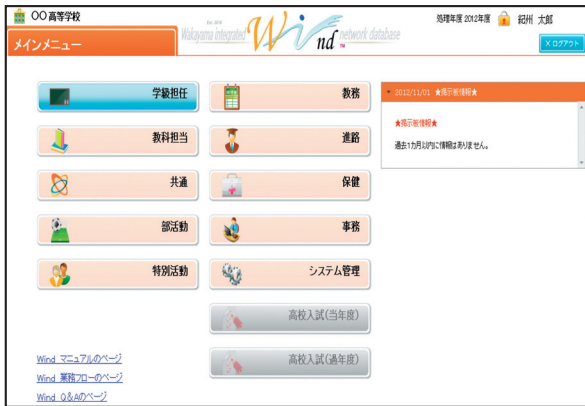 〇〇高等学校
処理年度 2012年度 紀州 太郎
メインメニュー
Wakayama integrated Wind network database
X ログアウト
学級担任
教務
教科担当
進路
共通
保健
部活動
事務
特別活動
システム管理
高校入試(当年度)
高校入試(過年度)
2012/11/01 ★掲示板情報★
★掲示板情報★
過去1カ月以内に情報はありません。
Wind マニュアルのページ
Wind 業務フローのページ
Wind Q&Aのページ